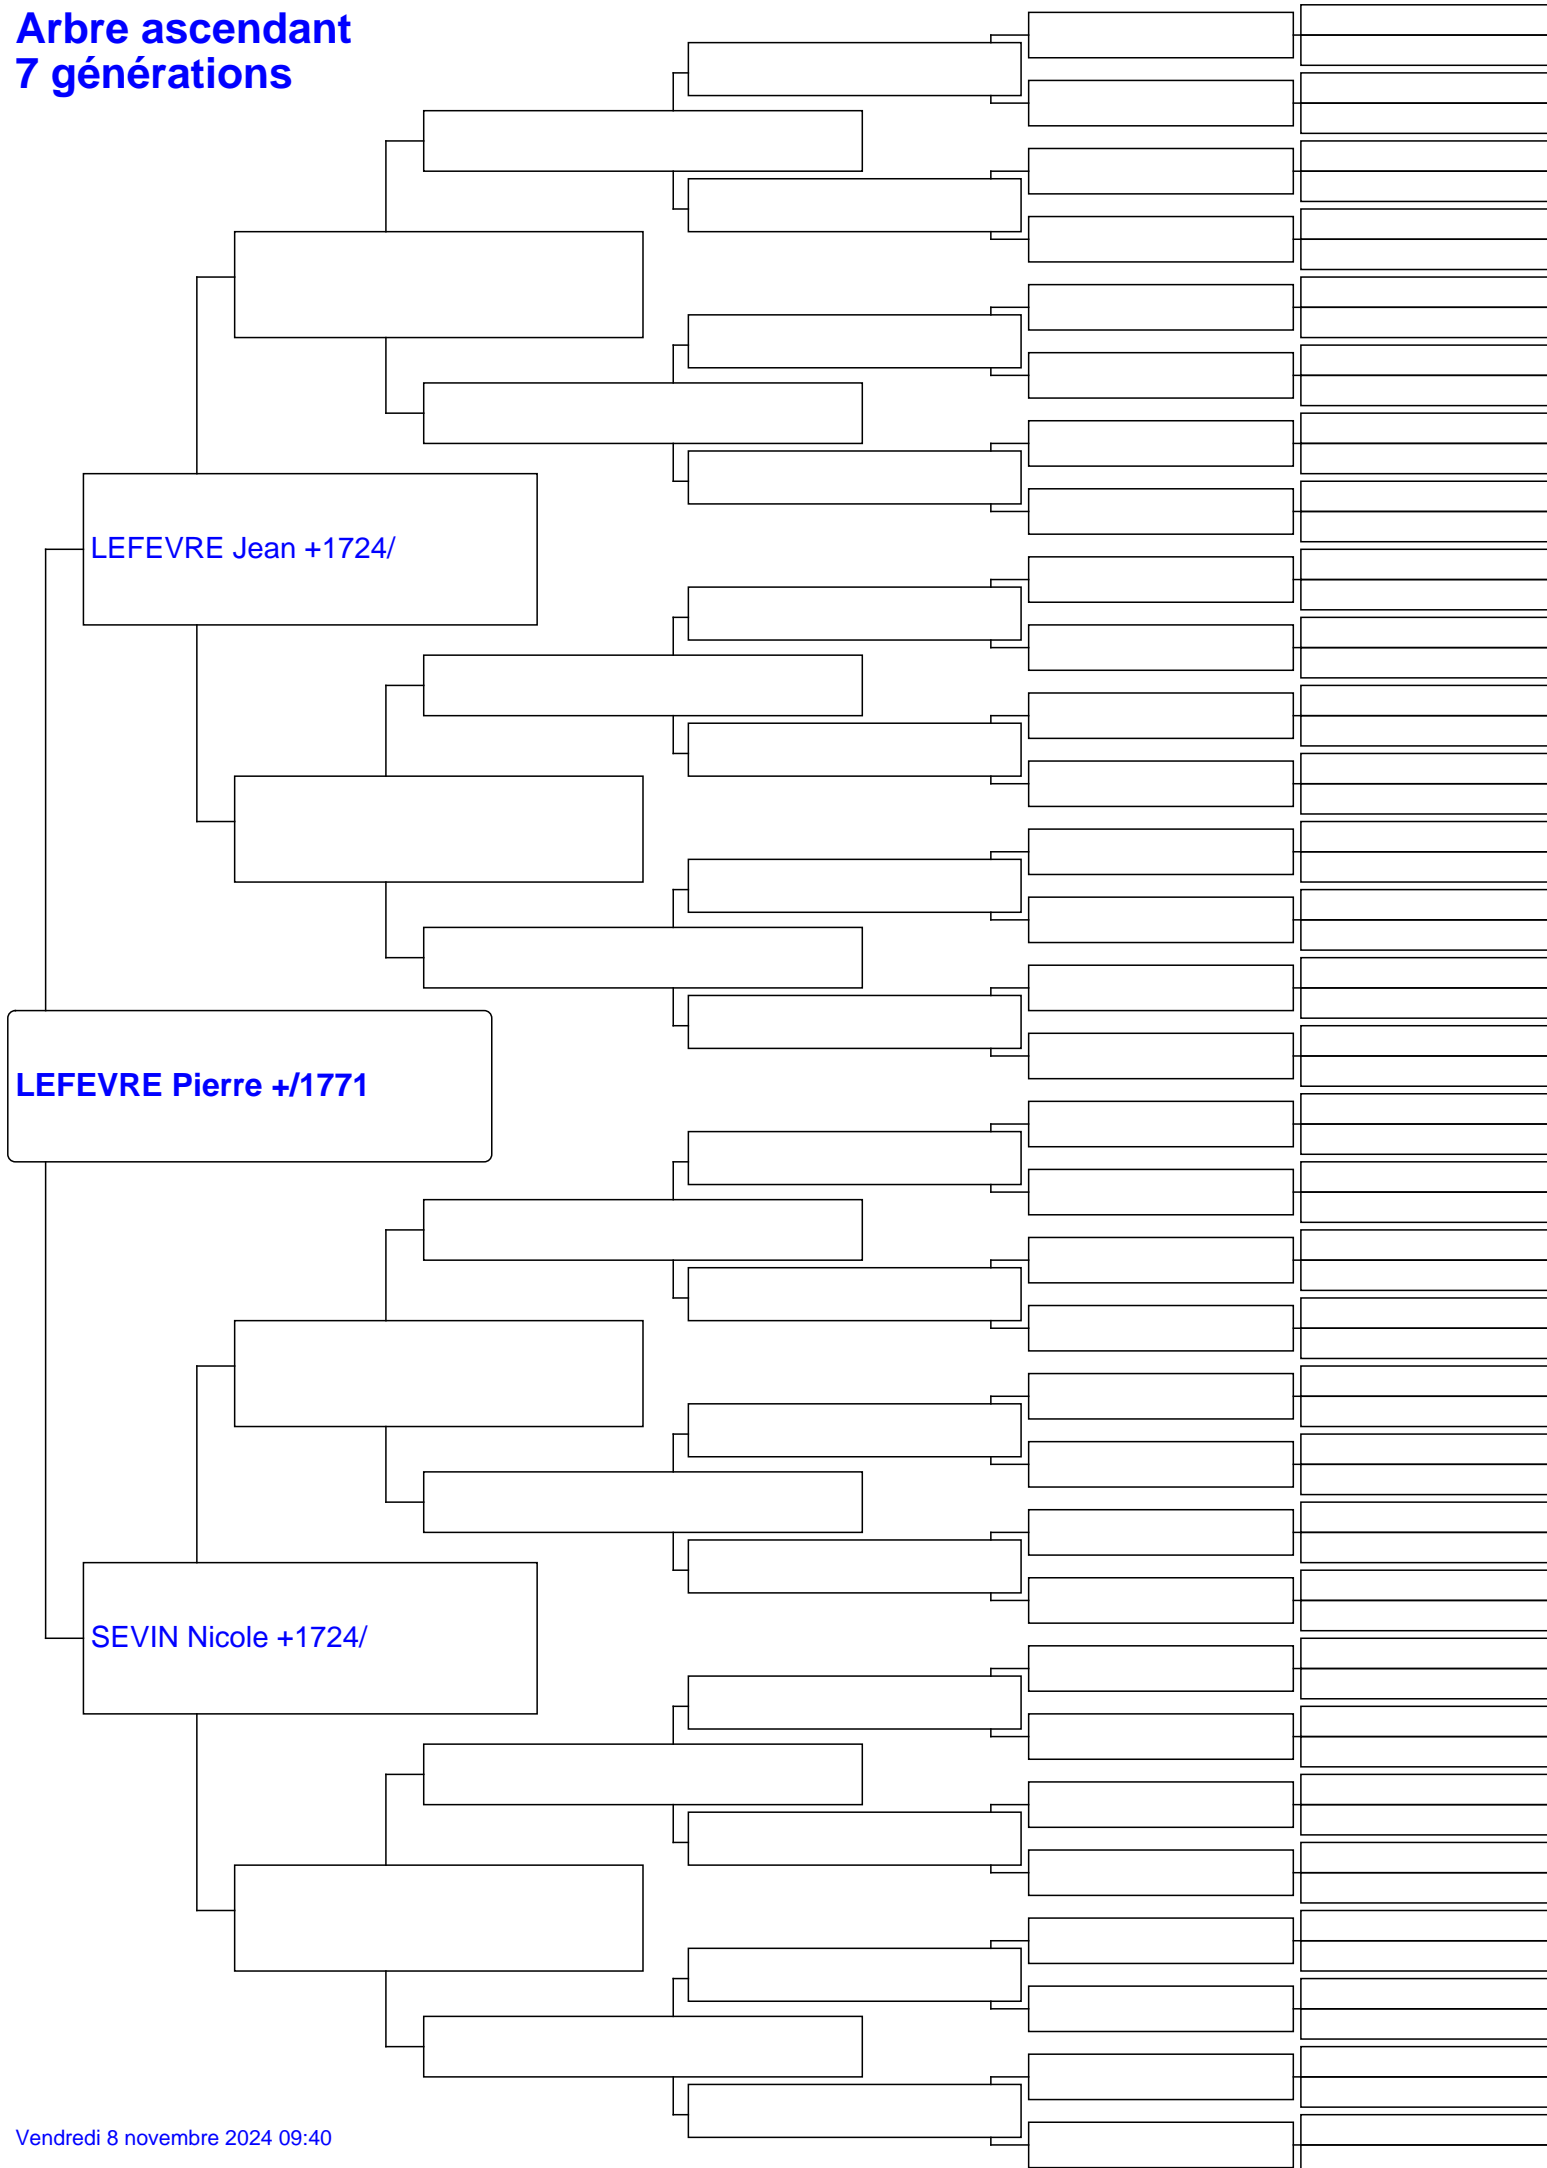 Arbre ascendant
7 générations
LEFEVRE Jean +1724/
LEFEVRE Pierre +/1771
SEVIN Nicole +1724/
Vendredi 8 novembre 2024 09:40